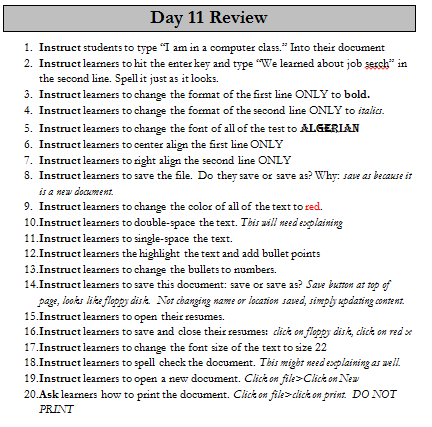 Day 11 Review
1. Instruct students to type “I am in a computer class.” Into their document
2. Instruct learners to hit the enter key and type “We learned about job serch” in
the second line. Spell it just as it looks.
3. Instruct learners to change the format of the first line ONLY to bold.
4. Instruct learners to change the format of the second line ONLY to italics.
5. Instruct learners to change the font of all of the test to ALGERIAN
6. Instruct learners to center align the first line ONLY
7. Instruct learners to right align the second line ONLY
8. Instruct learners to save the file. Do they save or save as? Why: save as because it
is a new document.
9. Instruct learners to change the color of all of the text to red.
10. Instruct learners to double-space the text. This will need explaining
11. Instruct learners to single-space the text.
12. Instruct learners the highlight the text and add bullet points
13. Instruct learners to change the bullets to numbers.
14. Instruct learners to save this document: save or save as? Save button at top of
page, looks like floppy disk. Not changing name or location saved, simply updating content.
15. Instruct learners to open their resumes.
16. Instruct learners to save and close their resumes: click on floppy disk, click on red x
17. Instruct learners to change the font size of the text to size 22
18. Instruct learners to spell check the document. This might need explaining as well.
19. Instruct learners to open a new document. Click on file>Click on New
20. Ask learners how to print the document. Click on file>click on print. DO NOT
PRINT